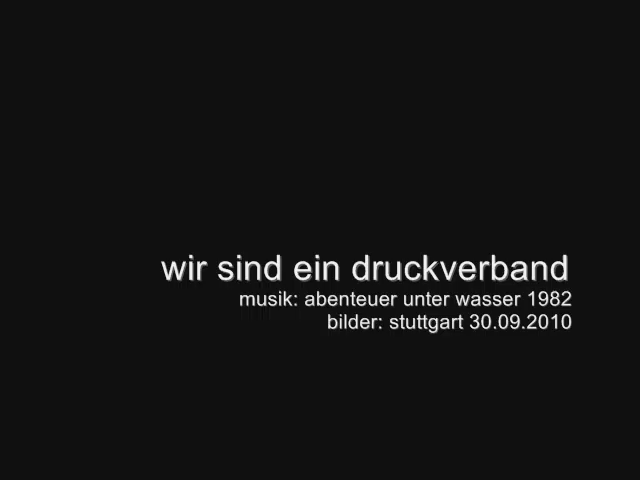 wir sind ein druckverband
musik: abenteuer unter wasser 1982
bilder: stuttgart 30.09.2010